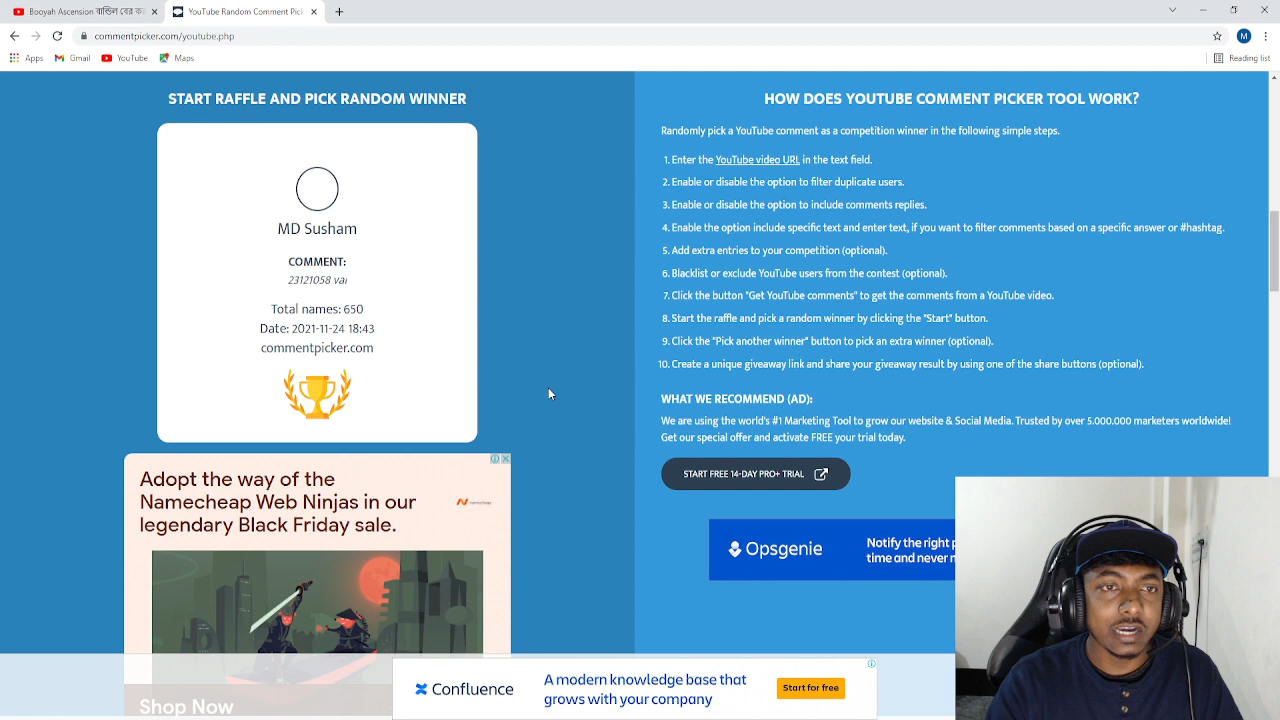 Booyah Ascension বান্ডিল বের কর
YouTube Random Comment Pick
commentpicker.com/youtube.php
M
Apps
Gmail
YouTube
Maps
Reading list
START RAFFLE AND PICK RANDOM WINNER
MD Susham
COMMENT:
23121058 vai
Total names: 650
Date: 2021-11-24 18:43
commentpicker.com
Adopt the way of the
Namecheap Web Ninjas in our
legendary Black Friday sale.
namecheap
Shop Now
HOW DOES YOUTUBE COMMENT PICKER TOOL WORK?
Randomly pick a YouTube comment as a competition winner in the following simple steps.
1. Enter the YouTube video URL in the text field.
2. Enable or disable the option to filter duplicate users.
3. Enable or disable the option to include comments replies.
4. Enable the option include specific text and enter text, if you want to filter comments based on a specific answer or #hashtag.
5. Add extra entries to your competition (optional).
6. Blacklist or exclude YouTube users from the contest (optional).
7. Click the button "Get YouTube comments" to get the comments from a YouTube video.
8. Start the raffle and pick a random winner by clicking the "Start" button.
9. Click the "Pick another winner" button to pick an extra winner (optional).
10. Create a unique giveaway link and share your giveaway result by using one of the share buttons (optional).
WHAT WE RECOMMEND (AD):
We are using the world's #1 Marketing Tool to grow our website & Social Media. Trusted by over 5.000.000 marketers worldwide!
Get our special offer and activate FREE your trial today.
START FREE 14-DAY PRO+ TRIAL
Opsgenie
Notify the right
time and never
Confluence
A modern knowledge base that
grows with your company
Start for free